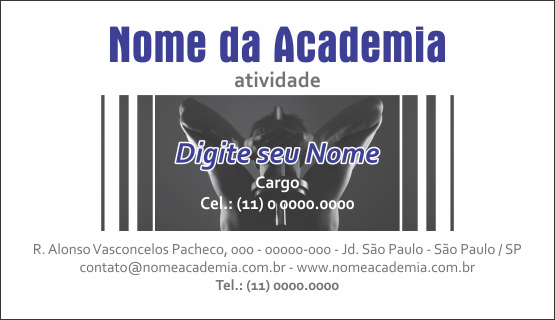 Nome da Academia
atividade
Digite seu Nome
Cargo
Cel.: (11) 0 0000.0000
R. Alonso Vasconcelos Pacheco, 000 - 00000-000 - Jd. São Paulo - São Paulo / SP
contato@nomeacademia.com.br - www.nomeacademia.com.br
Tel.: (11) 0000.0000